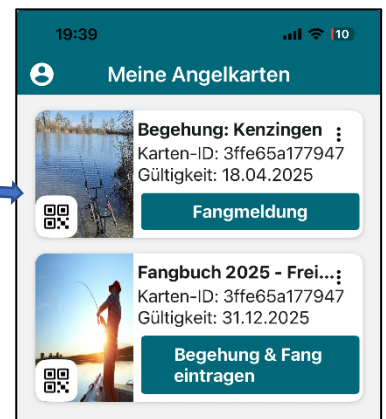 19:39
10
Meine Angelkarten
Begehung: Kenzingen
Karten-ID: 3ffe65a177947
Gültigkeit: 18.04.2025
Fangmeldung
Fangbuch 2025 - Frei...
Karten-ID: 3ffe65a177947
Gültigkeit: 31.12.2025
Begehung & Fang
eintragen